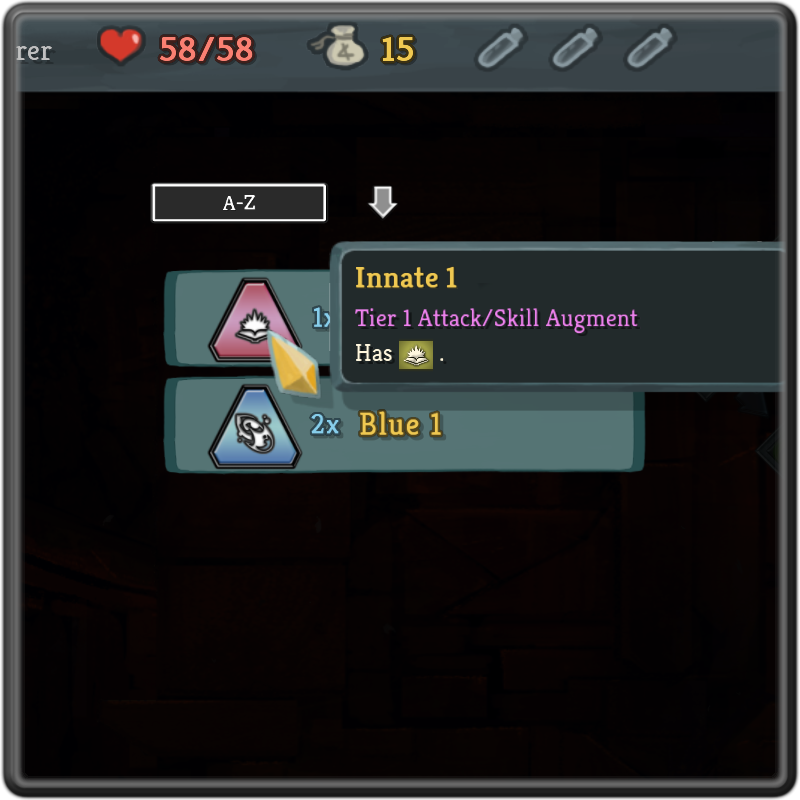 rer 58/58 15
A-Z
Innate 1
Tier 1 Attack/Skill Augment
1x
Has .
2x Blue 1